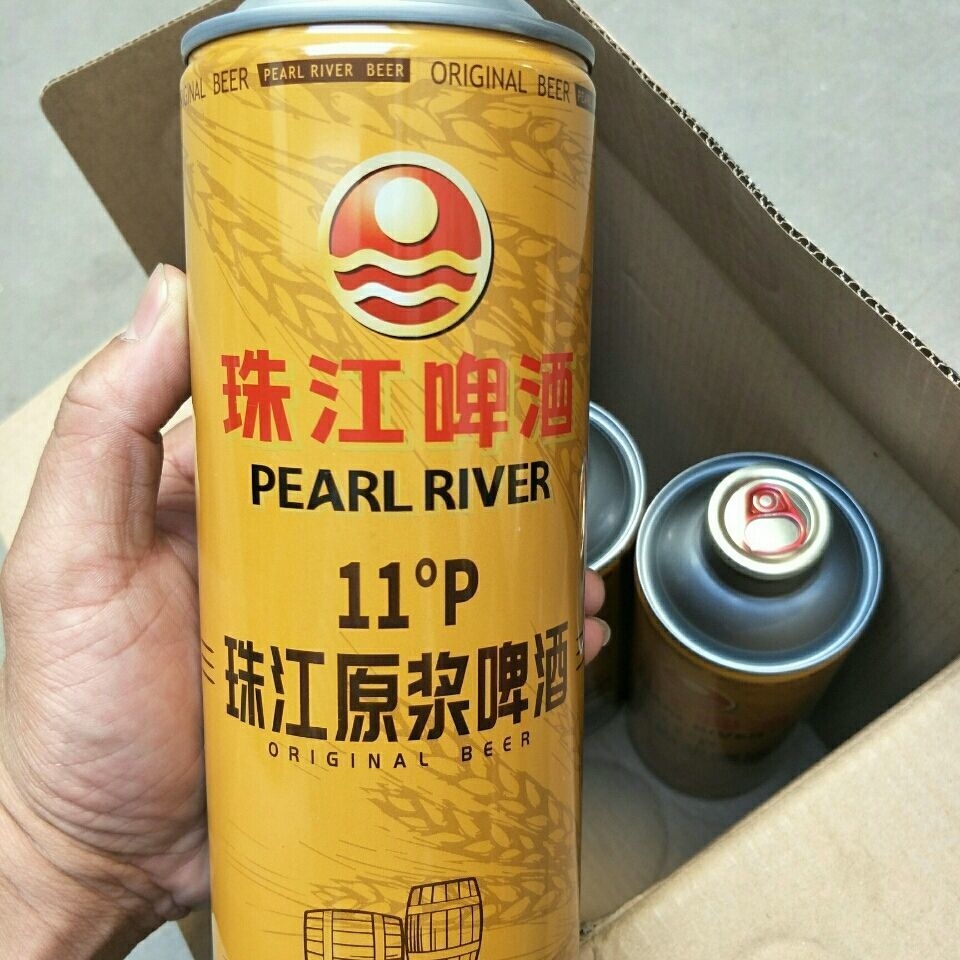 ORIGINAL BEER PEARL RIVER BEER ORIGINAL BEER
珠江啤酒
PEARL RIVER
11°P
珠江原浆啤酒
ORIGINAL BEER
RIVER